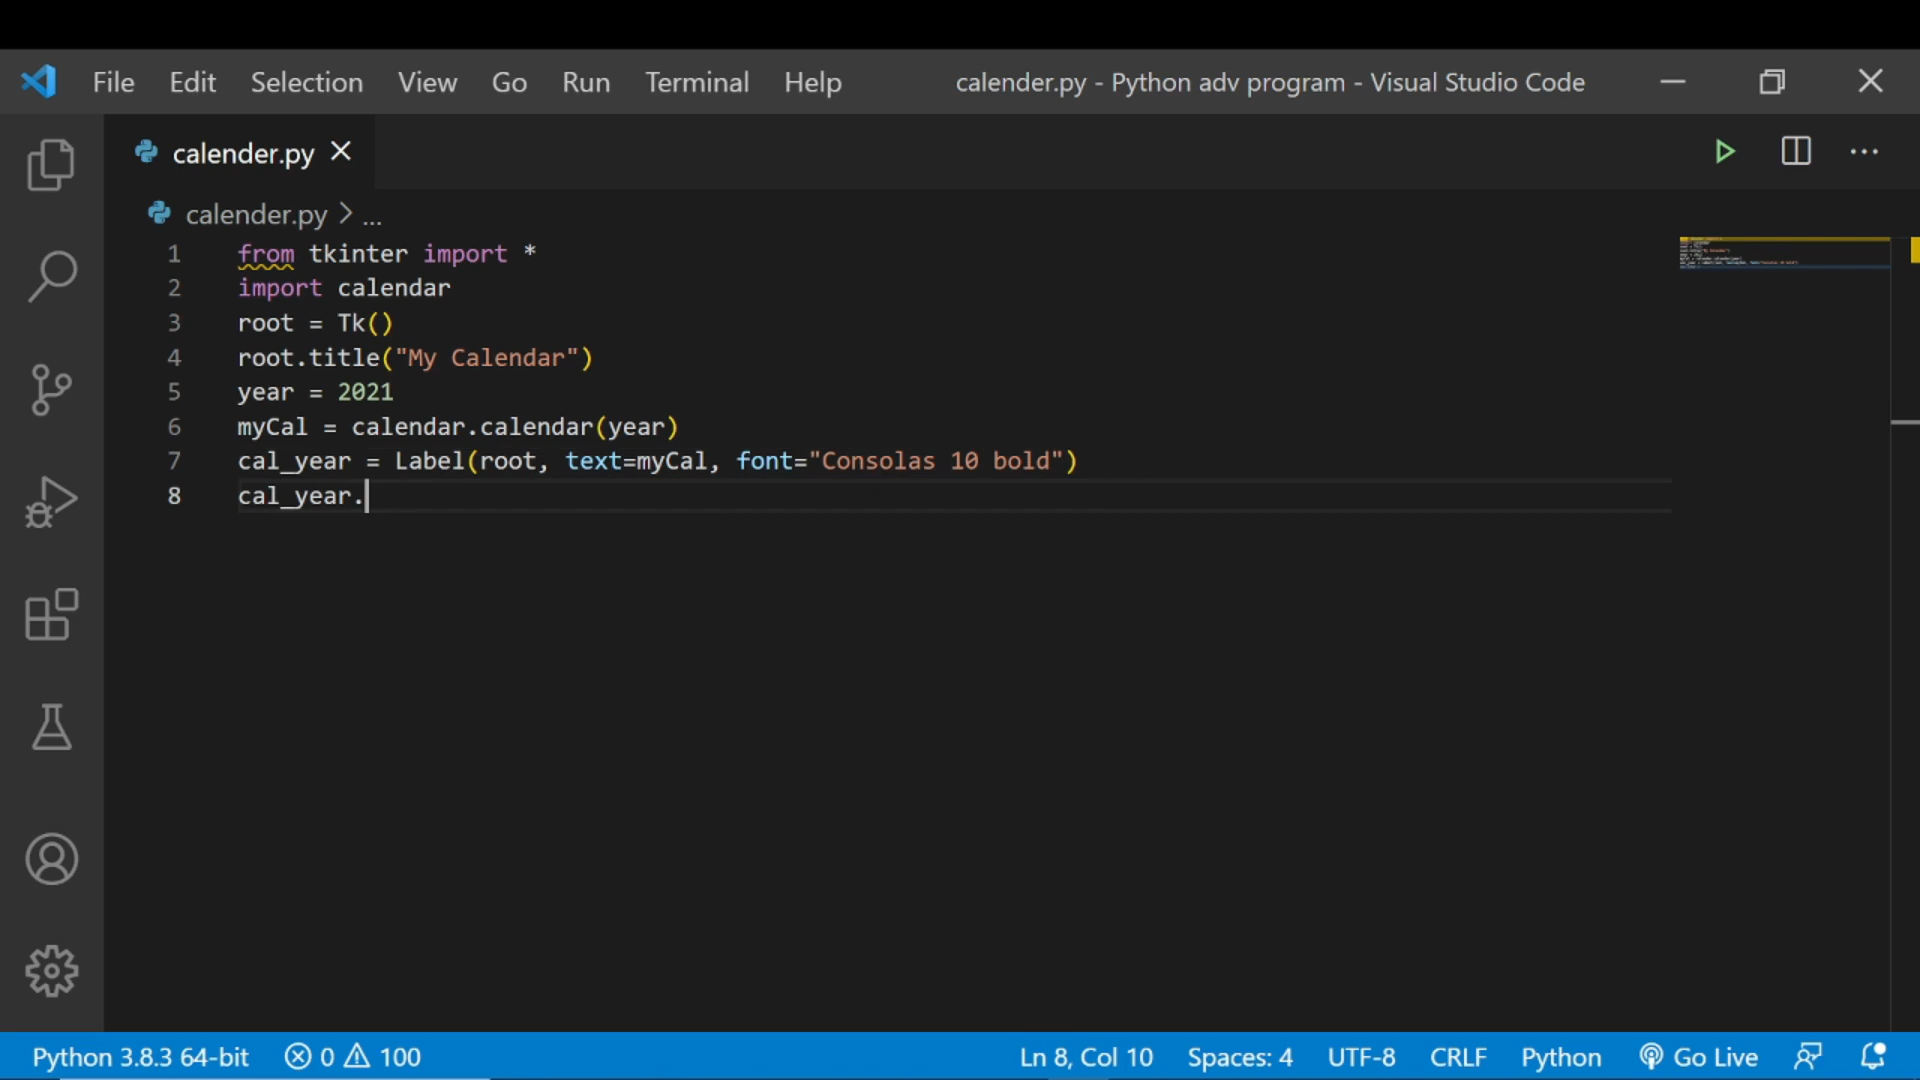 File Edit Selection View Go Run Terminal Help calender.py - Python adv program - Visual Studio Code
calender.py
calender.py > ...
1 from tkinter import *
2 import calendar
3 root = Tk()
4 root.title("My Calendar")
5 year = 2021
6 myCal = calendar.calendar(year)
7 cal_year = Label(root, text=myCal, font="Consolas 10 bold")
8 cal_year.
Python 3.8.3 64-bit 0 100 Ln 8, Col 10 Spaces: 4 UTF-8 CRLF Python Go Live